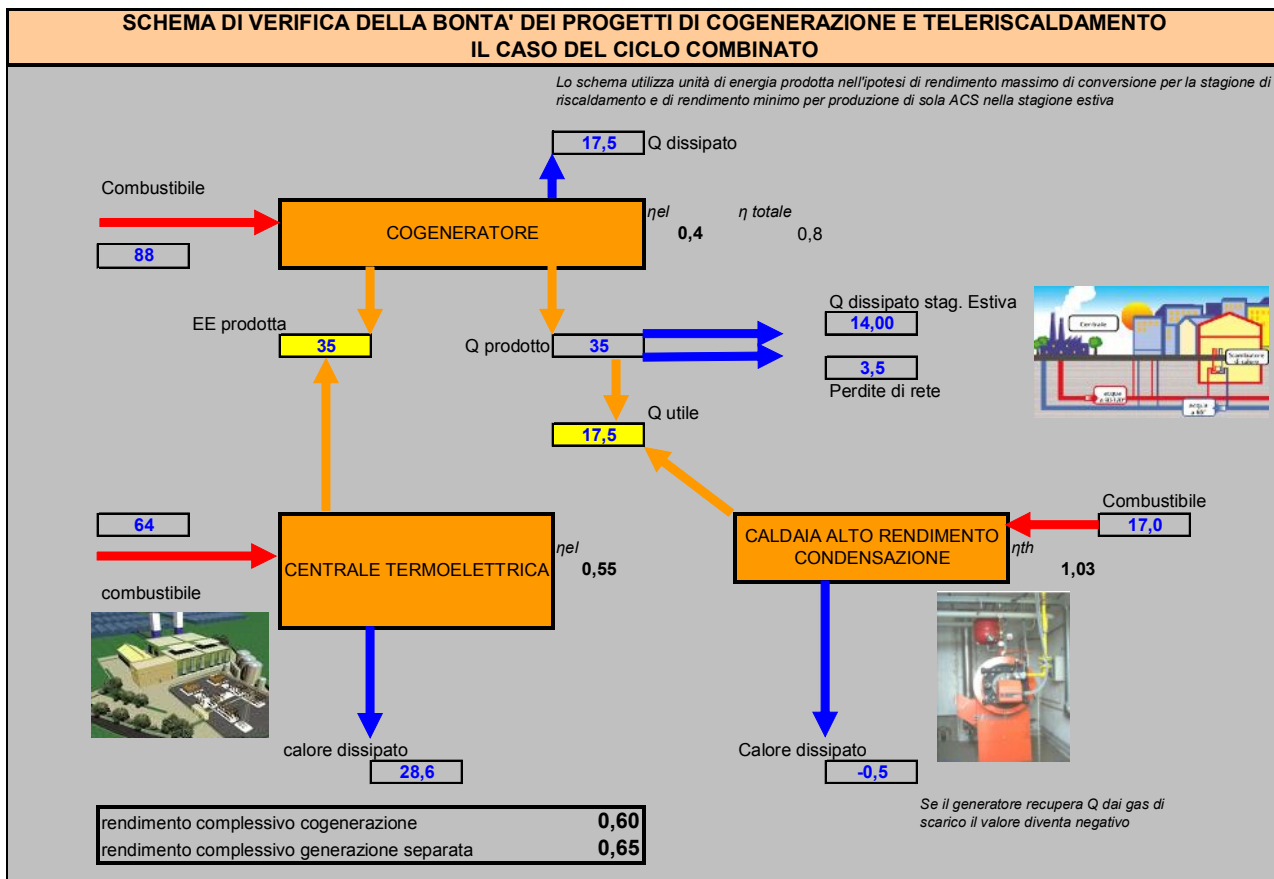 SCHEMA DI VERIFICA DELLA BONTA' DEI PROGETTI DI COGENERAZIONE E TELERISCALDAMENTO
IL CASO DEL CICLO COMBINATO
Lo schema utilizza unità di energia prodotta nell'ipotesi di rendimento massimo di conversione per la stagione di
riscaldamento e di rendimento minimo per produzione di sola ACS nella stagione estiva
17,5 Q dissipato
Combustibile
88
COGENERATORE
ηel η totale
0,4 0,8
EE prodotta
35
Q prodotto 35
Q dissipato stag. Estiva
14,00
3,5
Perdite di rete
Centrale
Scambiatore
di calore
acqua
acqua
Q utile
17,5
64
combustibile
CENTRALE TERMOELETTRICA
ηel
0,55
CALDAIA ALTO RENDIMENTO
CONDENSAZIONE
Combustibile
17,0
ηth
1,03
calore dissipato
28,6
Calore dissipato
-0,5
Se il generatore recupera Q dai gas di
scarico il valore diventa negativo
rendimento complessivo cogenerazione 0,60
rendimento complessivo generazione separata 0,65